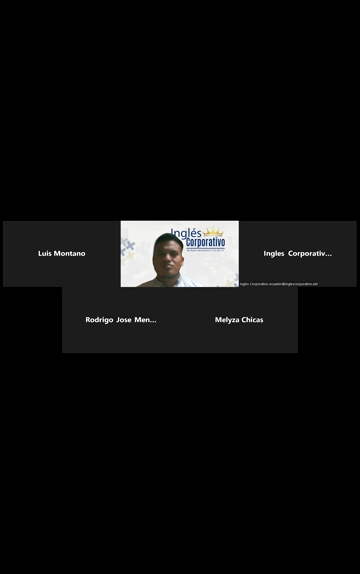 Inglés
Corporativo
Luis Montano
Ingles Corporativ...
Rodrigo Jose Men...
Melyza Chicas